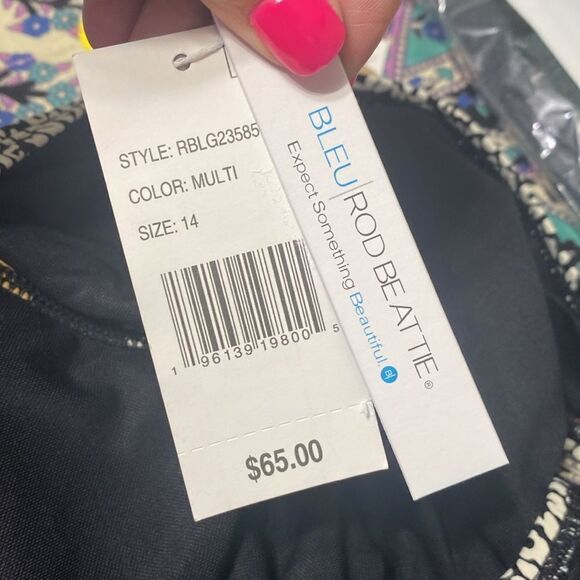 STYLE: RBLG23585
COLOR: MULTI
SIZE: 14
1 96139 19800 5
$65.00
BLEU|ROD BEATTIE®
Expect Something Beautiful.